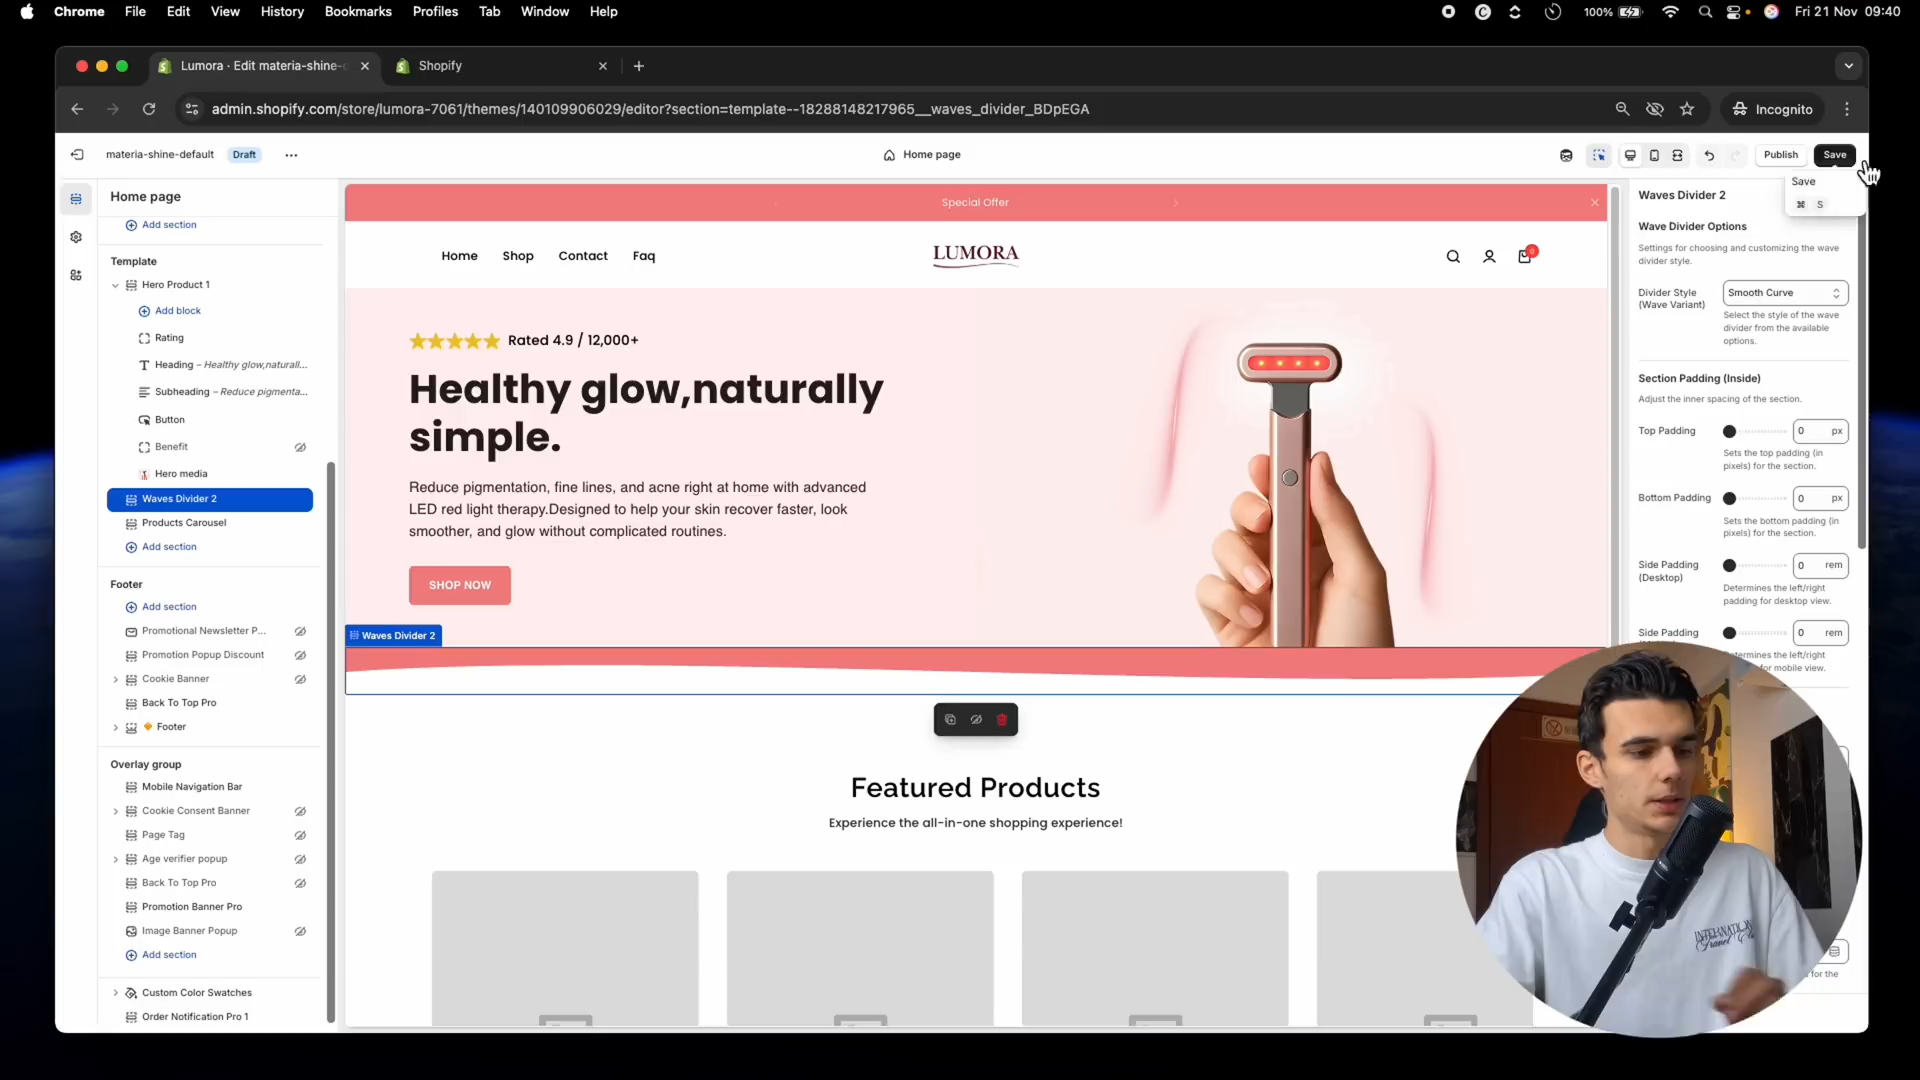 Chrome File Edit View History Bookmarks Profiles Tab Window Help
100% Fri 21 Nov 09:40
Lumora · Edit materia-shine-
Shopify
admin.shopify.com/store/lumora-7061/themes/140109906029/editor?section=template--18288148217965__waves_divider_BDpEGA
Incognito
materia-shine-default Draft
Home page
Publish Save
Save
⌘ S
Home page
Add section
Template
Hero Product 1
Add block
Rating
Heading – Healthy glow,naturall...
Subheading – Reduce pigmenta...
Button
Benefit
Hero media
Waves Divider 2
Products Carousel
Add section
Footer
Add section
Promotional Newsletter P...
Promotion Popup Discount
Cookie Banner
Back To Top Pro
Footer
Overlay group
Mobile Navigation Bar
Cookie Consent Banner
Page Tag
Age verifier popup
Back To Top Pro
Promotion Banner Pro
Image Banner Popup
Add section
Custom Color Swatches
Order Notification Pro 1
Special Offer
Home Shop Contact Faq
LUMORA
0
Rated 4.9 / 12,000+
Healthy glow,naturally
simple.
Reduce pigmentation, fine lines, and acne right at home with advanced
LED red light therapy.Designed to help your skin recover faster, look
smoother, and glow without complicated routines.
SHOP NOW
Waves Divider 2
Featured Products
Experience the all-in-one shopping experience!
Waves Divider 2
Wave Divider Options
Settings for choosing and customizing the wave
divider style.
Divider Style
(Wave Variant)
Smooth Curve
Select the style of the wave
divider from the available
options.
Section Padding (Inside)
Adjust the inner spacing of the section.
Top Padding
0 px
Sets the top padding (in
pixels) for the section.
Bottom Padding
0 px
Sets the bottom padding (in
pixels) for the section.
Side Padding
(Desktop)
0 rem
Determines the left/right
padding for desktop view.
Side Padding
0 rem
termines the left/right
for mobile view.
for the
INTERNATION
Travel